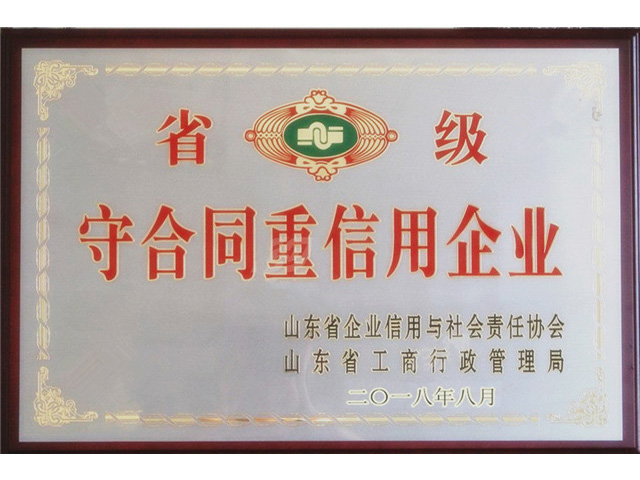 省 级
守合同重信用企业
山东省企业信用与社会责任协会
山东省工商行政管理局
二〇一八年八月